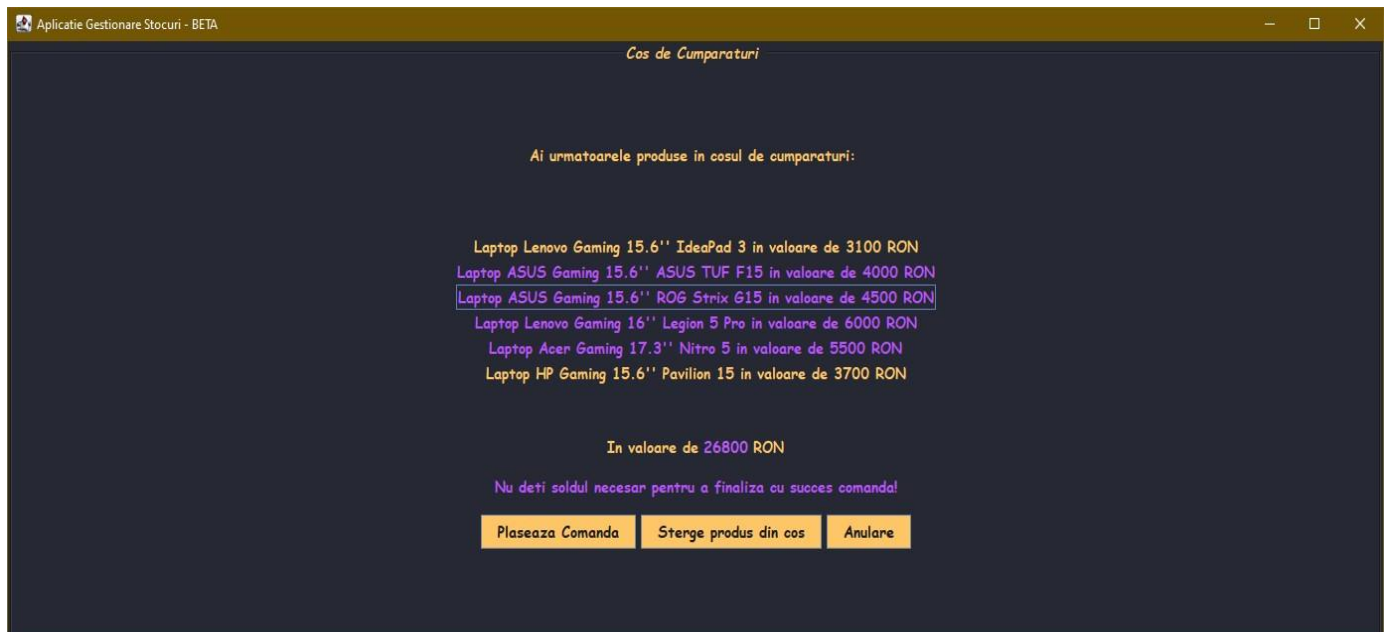 Aplicatie Gestionare Stocuri - BETA
Cos de Cumparaturi
Ai urmatoarele produse in cosul de cumparaturi:
Laptop Lenovo Gaming 15.6'' IdeaPad 3 in valoare de 3100 RON
Laptop ASUS Gaming 15.6'' ASUS TUF F15 in valoare de 4000 RON
Laptop ASUS Gaming 15.6'' ROG Strix G15 in valoare de 4500 RON
Laptop Lenovo Gaming 16'' Legion 5 Pro in valoare de 6000 RON
Laptop Acer Gaming 17.3'' Nitro 5 in valoare de 5500 RON
Laptop HP Gaming 15.6'' Pavilion 15 in valoare de 3700 RON
In valoare de 26800 RON
Nu deti soldul necesar pentru a finaliza cu succes comanda!
Plaseaza Comanda Sterge produs din cos Anulare